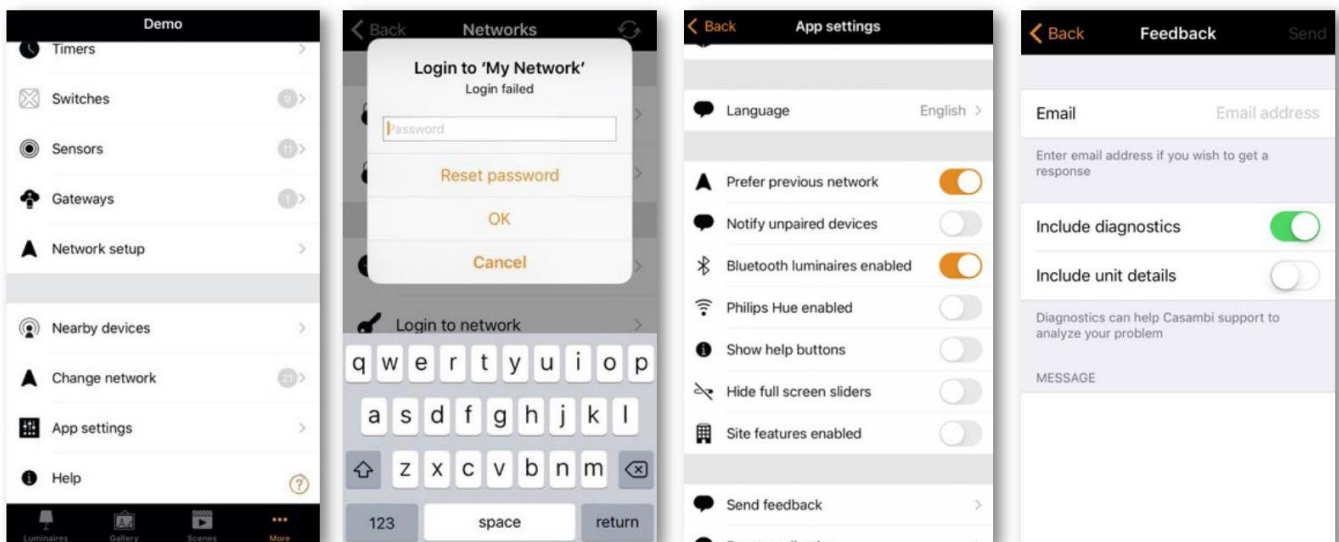 Demo
Timers
Switches
9
Sensors
11
Gateways
1
Network setup
Nearby devices
Change network
21
App settings
Help
?
Luminaires
Gallery
Scenes
More
Back
Networks
Login to 'My Network'
Login failed
Password
Reset password
OK
Cancel
Login to network
q w e r t y u i o p
a s d f g h j k l
z x c v b n m
123
space
return
Back
App settings
Language
English
Prefer previous network
Notify unpaired devices
Bluetooth luminaires enabled
Philips Hue enabled
Show help buttons
Hide full screen sliders
Site features enabled
Send feedback
Back
Feedback
Send
Email
Email address
Enter email address if you wish to get a
response
Include diagnostics
Include unit details
Diagnostics can help Casambi support to
analyze your problem
MESSAGE